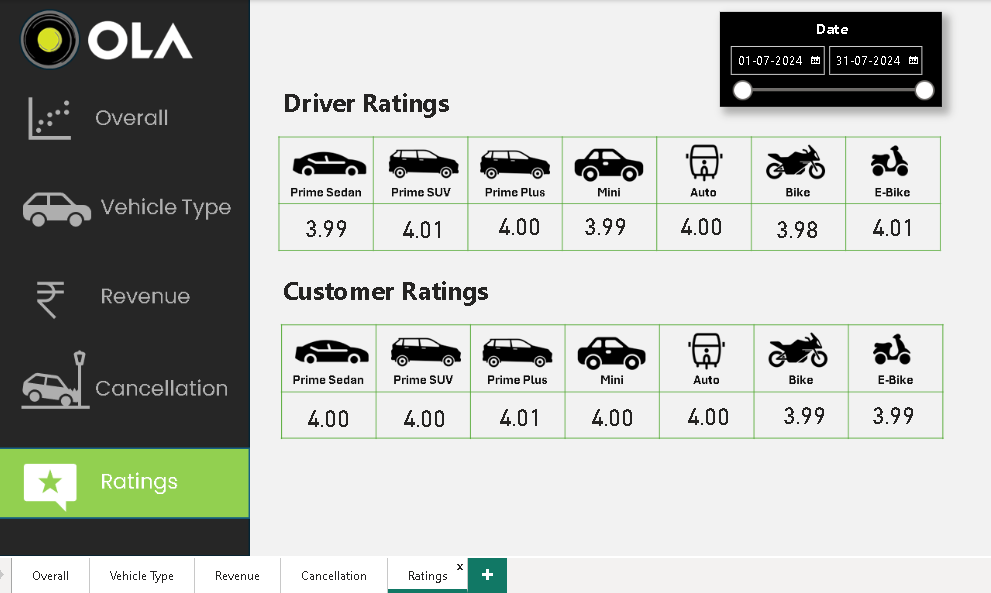 OLA
Overall
Vehicle Type
Revenue
Cancellation
Ratings
Date
01-07-2024 31-07-2024
Driver Ratings
Prime Sedan Prime SUV Prime Plus Mini Auto Bike E-Bike
3.99 4.01 4.00 3.99 4.00 3.98 4.01
Customer Ratings
Prime Sedan Prime SUV Prime Plus Mini Auto Bike E-Bike
4.00 4.00 4.01 4.00 4.00 3.99 3.99
Overall Vehicle Type Revenue Cancellation Ratings x +